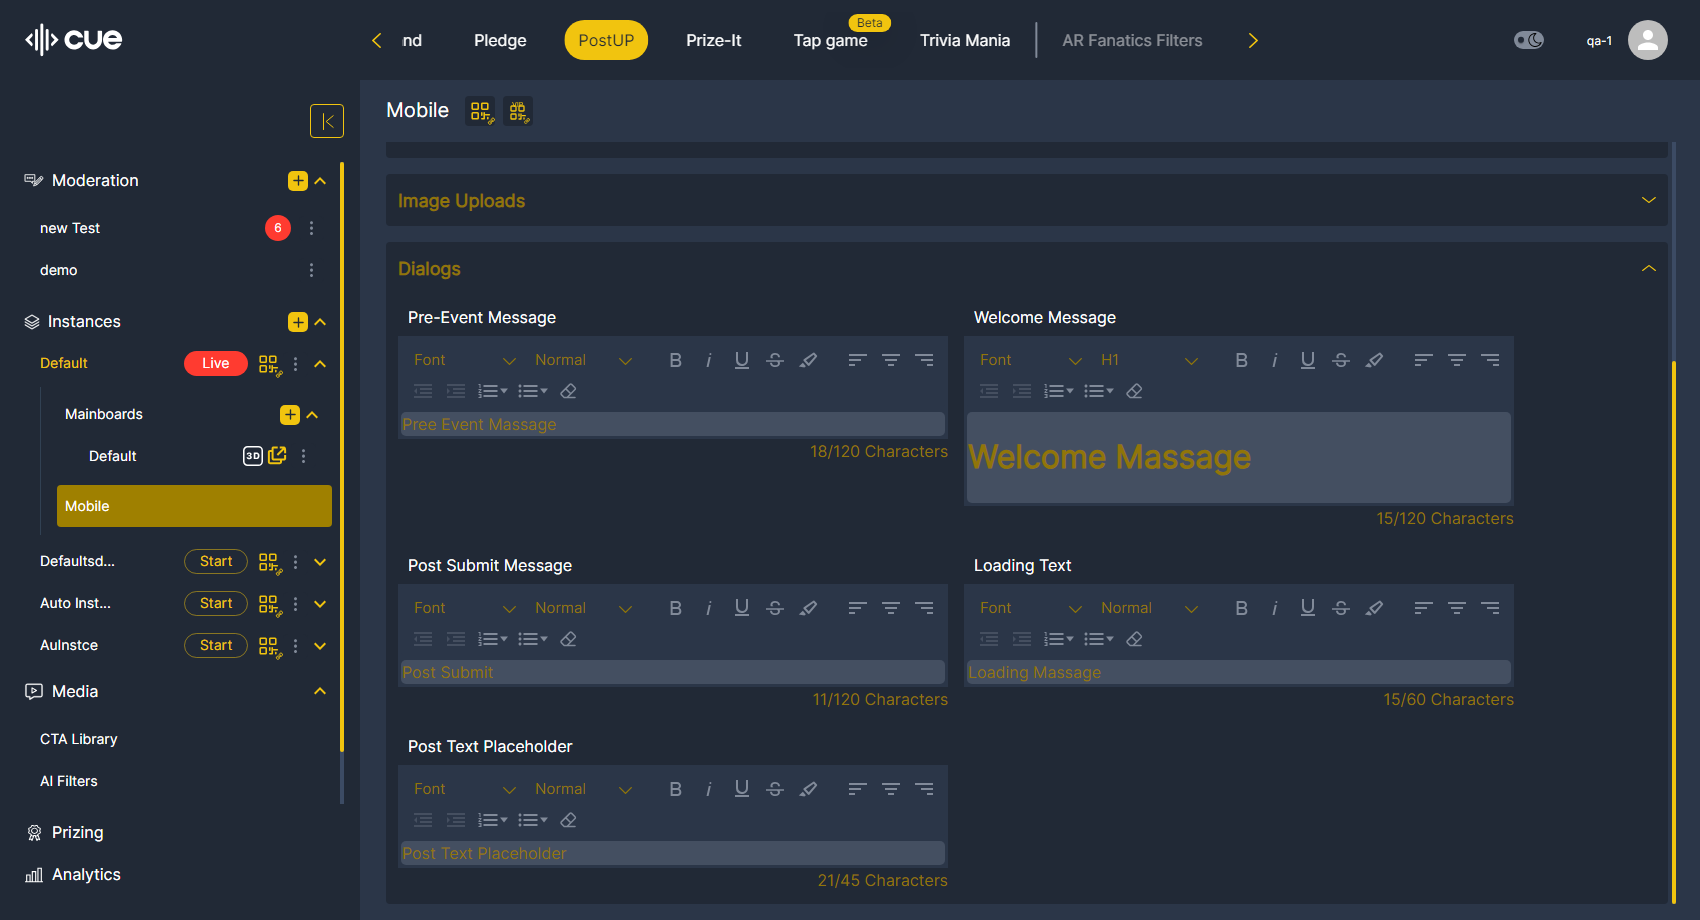 cue
nd
Pledge
PostUP
Prize-It
Tap game
Beta
Trivia Mania
AR Fanatics Filters
qa-1
Moderation
new Test
6
demo
Instances
Default
Live
Mainboards
Default
3D
Mobile
Defaultsd...
Start
Auto Inst...
Start
AuInstce
Start
Media
CTA Library
AI Filters
Prizing
Analytics
Mobile
Image Uploads
Dialogs
Pre-Event Message
Font
Normal
Pree Event Massage
18/120 Characters
Welcome Message
Font
H1
Welcome Massage
15/120 Characters
Post Submit Message
Font
Normal
Post Submit
11/120 Characters
Loading Text
Font
Normal
Loading Massage
15/60 Characters
Post Text Placeholder
Font
Normal
Post Text Placeholder
21/45 Characters